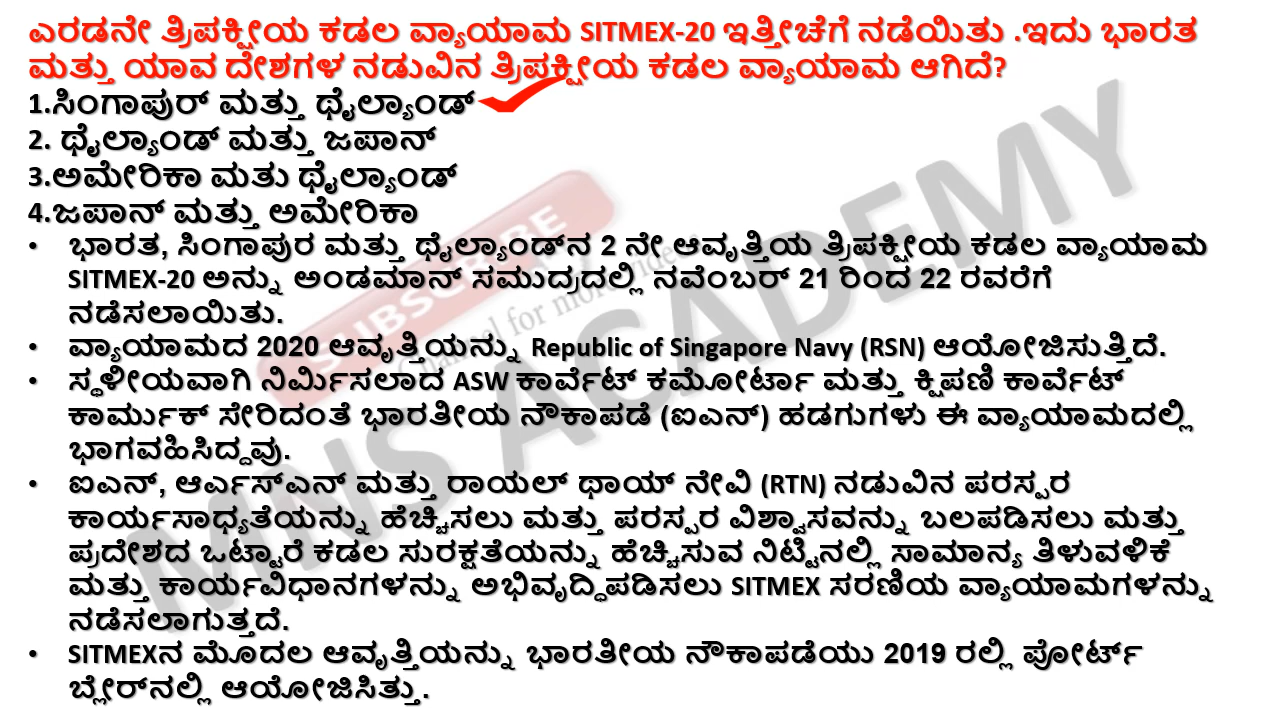 ಎರಡನೇ ತ್ರಿಪಕ್ಷೀಯ ಕಡಲ ವ್ಯಾಯಾಮ SITMEX-20 ಇತ್ತೀಚೆಗೆ ನಡೆಯಿತು .ಇದು ಭಾರತ
ಮತ್ತು ಯಾವ ದೇಶಗಳ ನಡುವಿನ ತ್ರಿಪಕ್ಷೀಯ ಕಡಲ ವ್ಯಾಯಾಮ ಆಗಿದೆ?
1.ಸಿಂಗಾಪುರ್ ಮತ್ತು ಥೈಲ್ಯಾಂಡ್
2. ಥೈಲ್ಯಾಂಡ್ ಮತ್ತು ಜಪಾನ್
3.ಅಮೇರಿಕಾ ಮತು ಥೈಲ್ಯಾಂಡ್
4.ಜಪಾನ್ ಮತ್ತು ಅಮೇರಿಕಾ
• ಭಾರತ, ಸಿಂಗಾಪುರ ಮತ್ತು ಥೈಲ್ಯಾಂಡ್‌ನ 2 ನೇ ಆವೃತ್ತಿಯ ತ್ರಿಪಕ್ಷೀಯ ಕಡಲ ವ್ಯಾಯಾಮ
SITMEX-20 ಅನ್ನು ಅಂಡಮಾನ್ ಸಮುದ್ರದಲ್ಲಿ ನವೆಂಬರ್ 21 ರಿಂದ 22 ರವರೆಗೆ
ನಡೆಸಲಾಯಿತು.
• ವ್ಯಾಯಾಮದ 2020 ಆವೃತ್ತಿಯನ್ನು Republic of Singapore Navy (RSN) ಆಯೋಜಿಸುತ್ತಿದೆ.
• ಸ್ಥಳೀಯವಾಗಿ ನಿರ್ಮಿಸಲಾದ ASW ಕಾರ್ವೆಟ್ ಕಮೋರ್ಟಾ ಮತ್ತು ಕ್ಷಿಪಣಿ ಕಾರ್ವೆಟ್
ಕಾರ್ಮುಕ್ ಸೇರಿದಂತೆ ಭಾರತೀಯ ನೌಕಾಪಡೆ (ಐಎನ್) ಹಡಗುಗಳು ಈ ವ್ಯಾಯಾಮದಲ್ಲಿ
ಭಾಗವಹಿಸಿದ್ದವು.
• ಐಎನ್, ಆರ್ಎಸ್ಎನ್ ಮತ್ತು ರಾಯಲ್ ಥಾಯ್ ನೇವಿ (RTN) ನಡುವಿನ ಪರಸ್ಪರ
ಕಾರ್ಯಸಾಧ್ಯತೆಯನ್ನು ಹೆಚ್ಚಿಸಲು ಮತ್ತು ಪರಸ್ಪರ ವಿಶ್ವಾಸವನ್ನು ಬಲಪಡಿಸಲು ಮತ್ತು
ಪ್ರದೇಶದ ಒಟ್ಟಾರೆ ಕಡಲ ಸುರಕ್ಷತೆಯನ್ನು ಹೆಚ್ಚಿಸುವ ನಿಟ್ಟಿನಲ್ಲಿ ಸಾಮಾನ್ಯ ತಿಳುವಳಿಕೆ
ಮತ್ತು ಕಾರ್ಯವಿಧಾನಗಳನ್ನು ಅಭಿವೃದ್ಧಿಪಡಿಸಲು SITMEX ಸರಣಿಯ ವ್ಯಾಯಾಮಗಳನ್ನು
ನಡೆಸಲಾಗುತ್ತದೆ.
• SITMEXನ ಮೊದಲ ಆವೃತ್ತಿಯನ್ನು ಭಾರತೀಯ ನೌಕಾಪಡೆಯು 2019 ರಲ್ಲಿ ಪೋರ್ಟ್
ಬ್ಲೇರ್‌ನಲ್ಲಿ ಆಯೋಜಿಸಿತ್ತು.
SUBSCRIBE
Channel for more
MNS ACADEMY